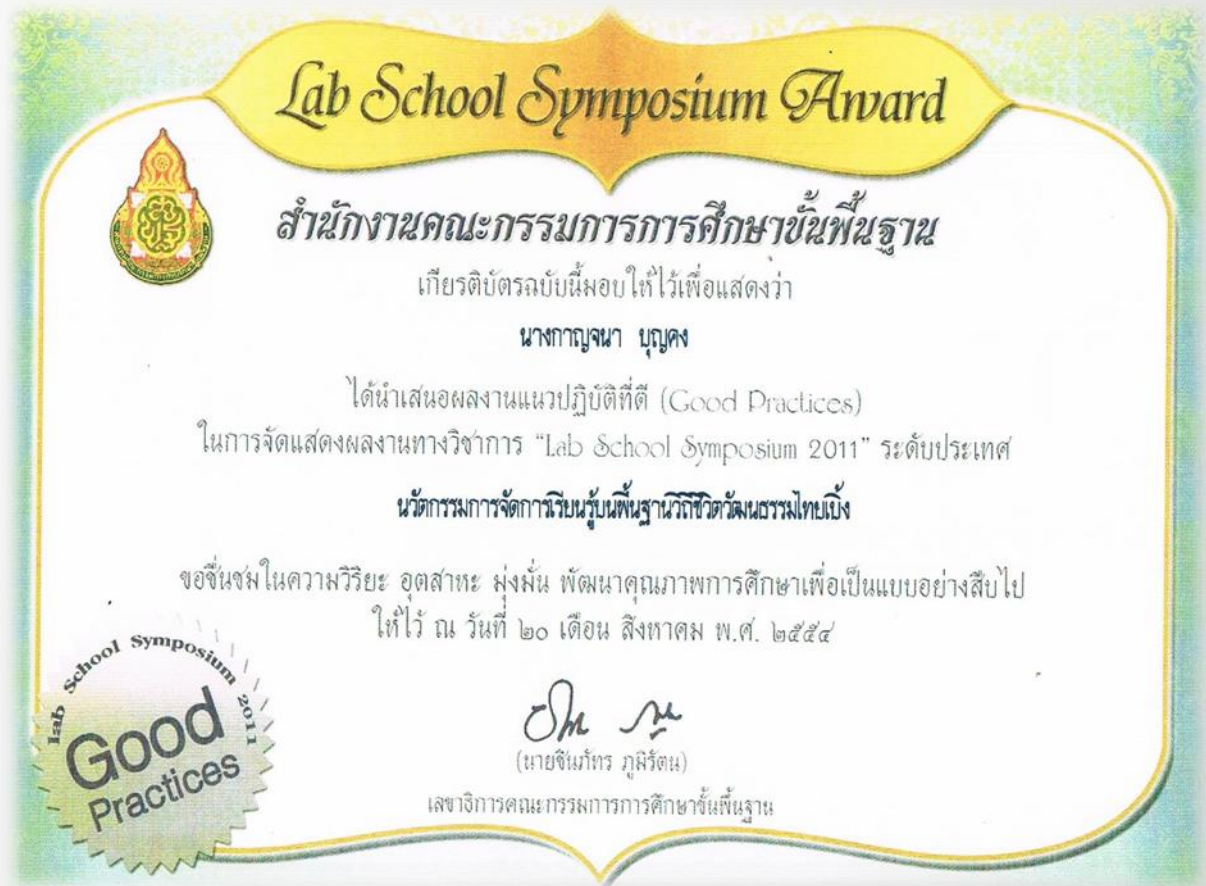 Lab School Symposium Award
สำนักงานคณะกรรมการการศึกษาขั้นพื้นฐาน
เกียรติบัตรฉบับนี้มอบให้ไว้เพื่อแสดงว่า
นางกาญจนา บุญคง
ได้นำเสนอผลงานแนวปฏิบัติที่ดี (Good Practices)
ในการจัดแสดงผลงานทางวิชาการ “Lab School Symposium 2011” ระดับประเทศ
นวัตกรรมการจัดการเรียนรู้บนพื้นฐานวิถีชีวิตวัฒนธรรมไทยเบิ้ง
ขอชื่นชมในความวิริยะ อุตสาหะ มุ่งมั่น พัฒนาคุณภาพการศึกษาเพื่อเป็นแบบอย่างสืบไป
ให้ไว้ ณ วันที่ ๒๐ เดือน สิงหาคม พ.ศ. ๒๕๕๔
(นายชินภัทร ภูมิรัตน)
เลขาธิการคณะกรรมการการศึกษาขั้นพื้นฐาน
Lab School Symposium 2011
Good
Practices